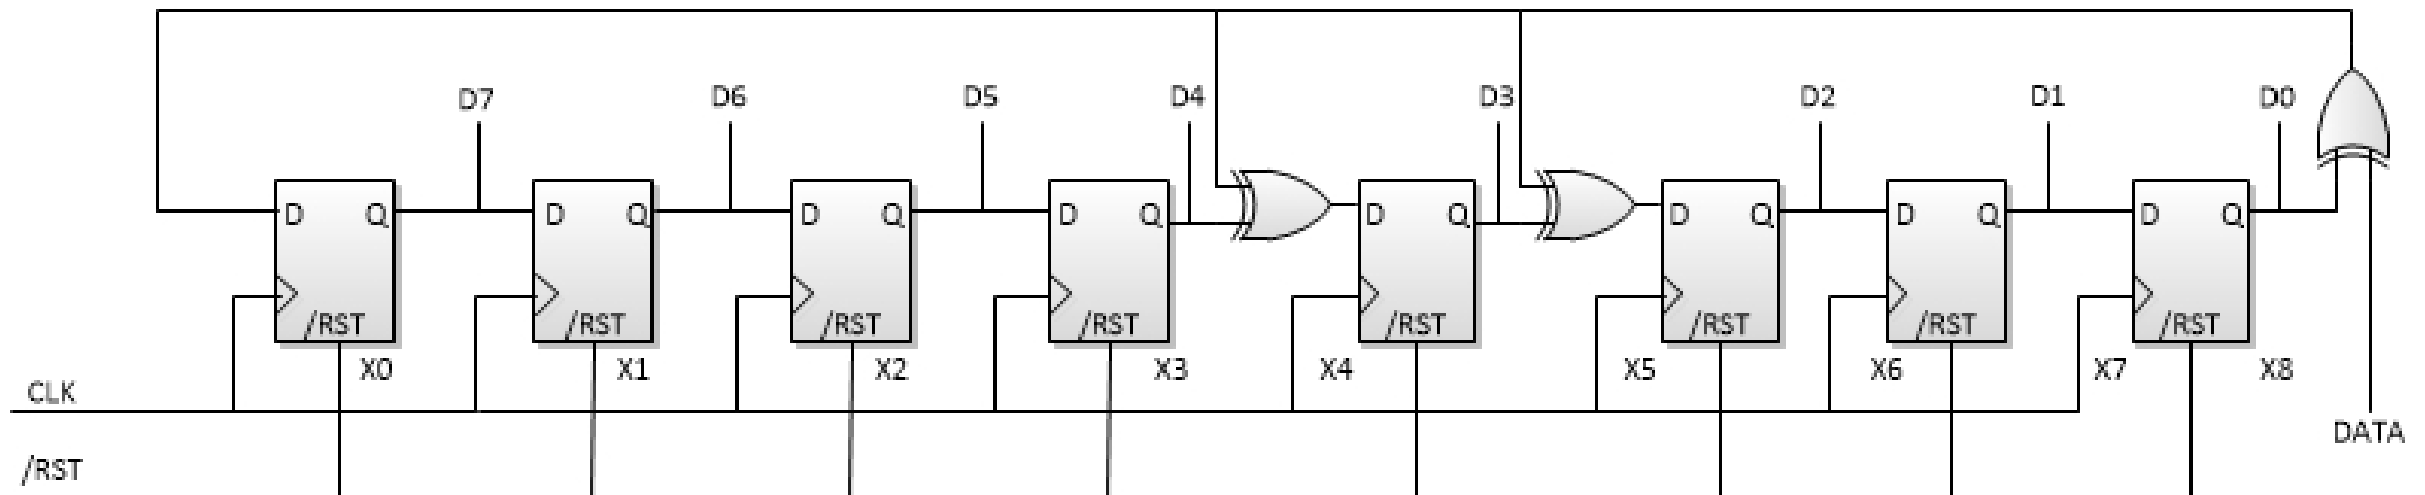 D7 D6 D5 D4 D3 D2 D1 D0
D Q D Q D Q D Q D Q D Q D Q D Q
/RST /RST /RST /RST /RST /RST /RST /RST
X0 X1 X2 X3 X4 X5 X6 X7 X8
CLK
DATA
/RST